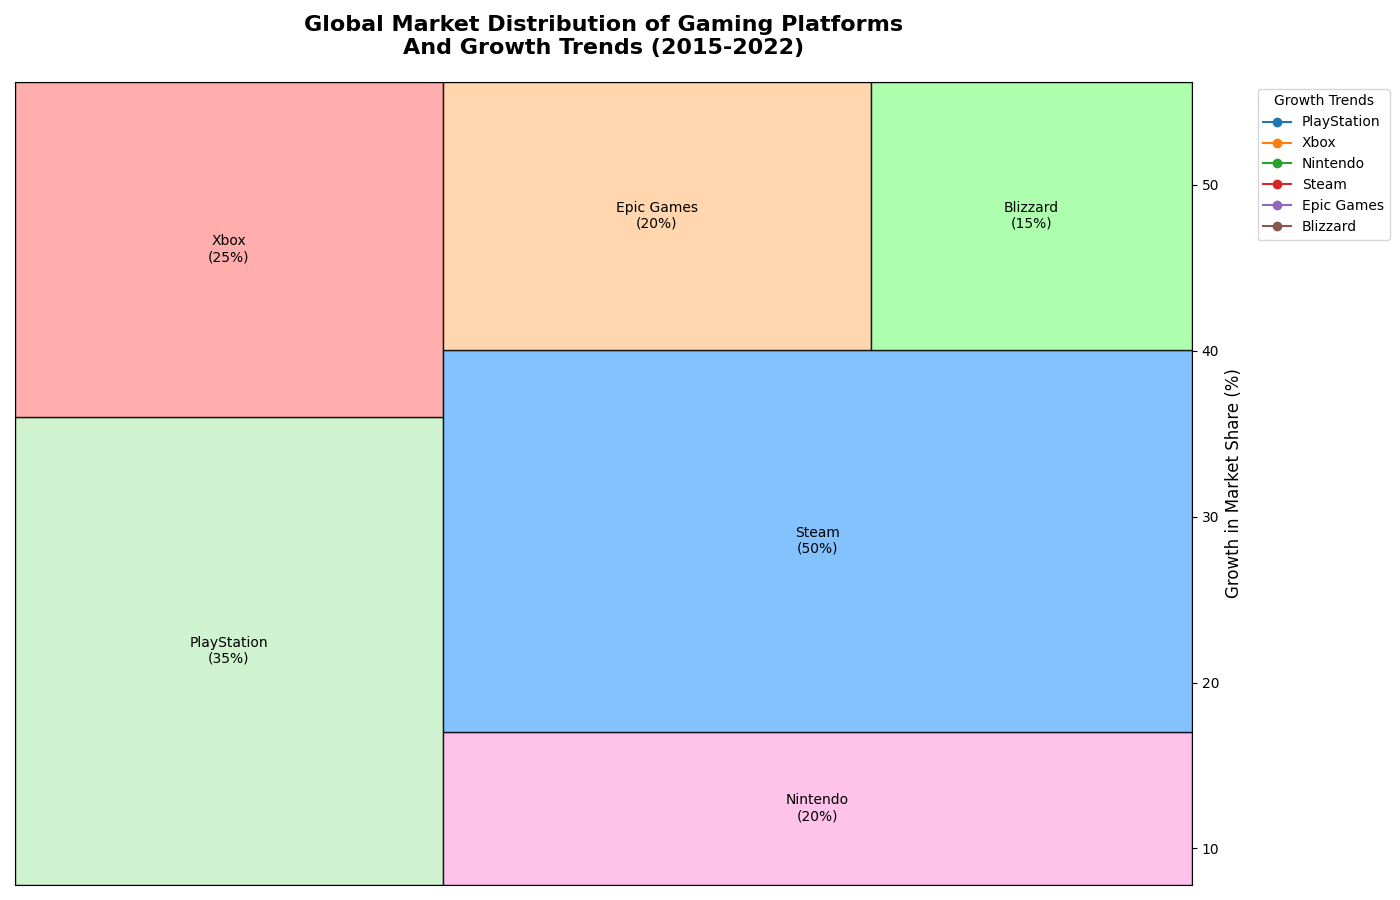 Global Market Distribution of Gaming Platforms
And Growth Trends (2015-2022)
Xbox
(25%)
Epic Games
(20%)
Blizzard
(15%)
Steam
(50%)
PlayStation
(35%)
Nintendo
(20%)
50
40
30
20
10
Growth in Market Share (%)
Growth Trends
PlayStation
Xbox
Nintendo
Steam
Epic Games
Blizzard